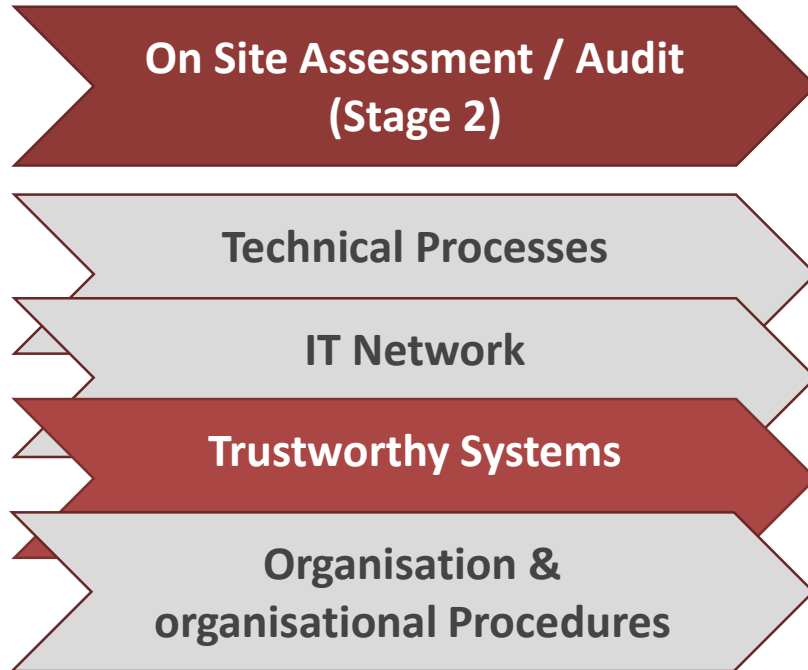 On Site Assessment / Audit
(Stage 2)
Technical Processes
IT Network
Trustworthy Systems
Organisation &
organisational Procedures